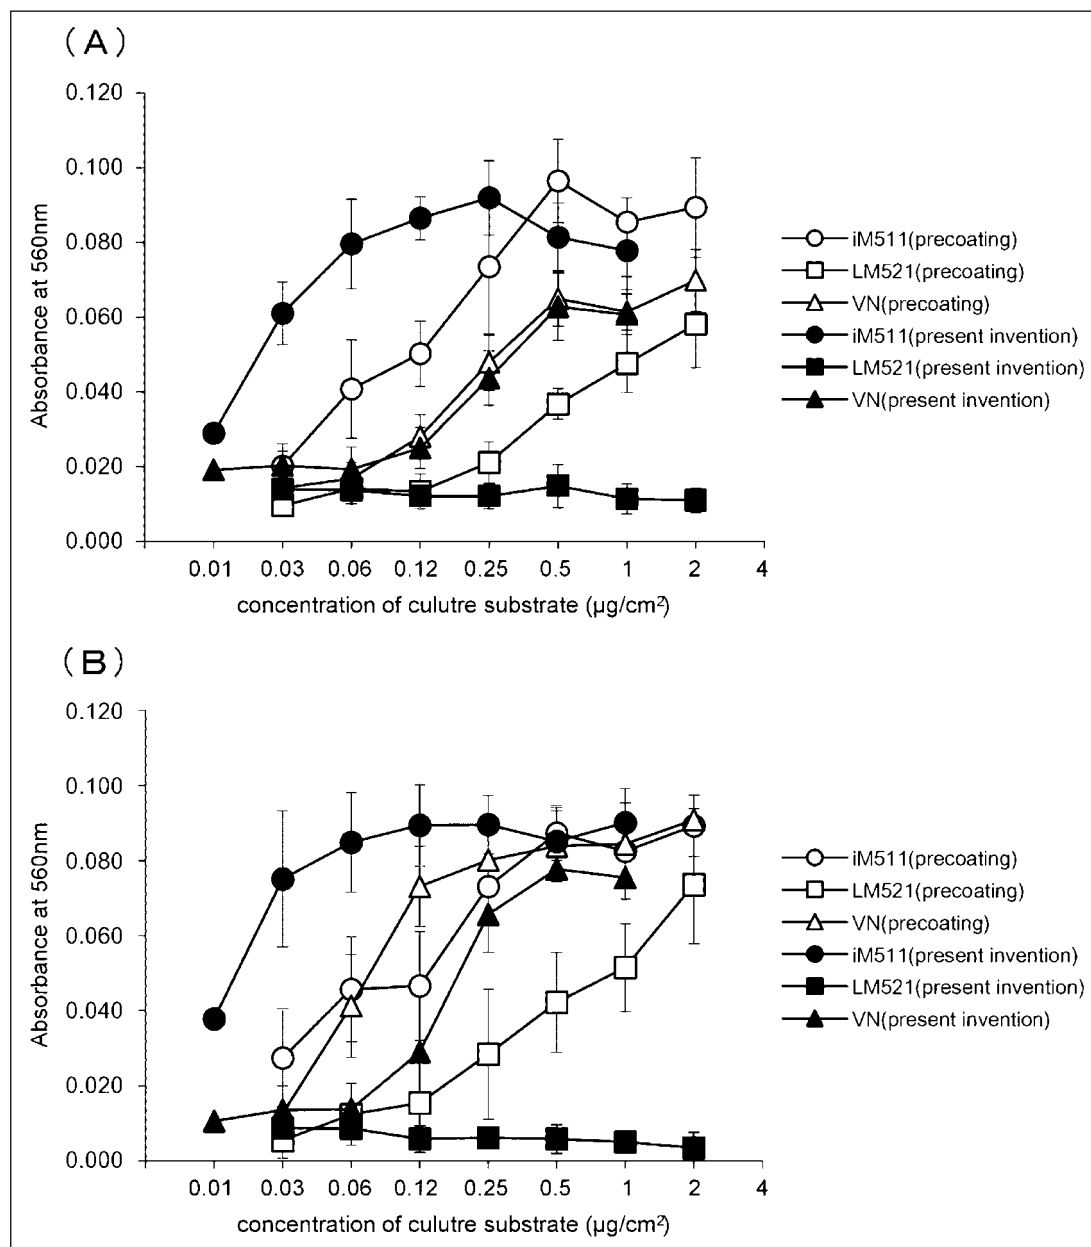 (A)
0.120
0.100
0.080
0.060
0.040
0.020
0.000
Absorbance at 560nm
0.01 0.03 0.06 0.12 0.25 0.5 1 2 4
concentration of culutre substrate (µg/cm²)
iM511(precoating)
LM521(precoating)
VN(precoating)
iM511(present invention)
LM521(present invention)
VN(present invention)
(B)
0.120
0.100
0.080
0.060
0.040
0.020
0.000
Absorbance at 560nm
0.01 0.03 0.06 0.12 0.25 0.5 1 2 4
concentration of culutre substrate (µg/cm²)
iM511(precoating)
LM521(precoating)
VN(precoating)
iM511(present invention)
LM521(present invention)
VN(present invention)